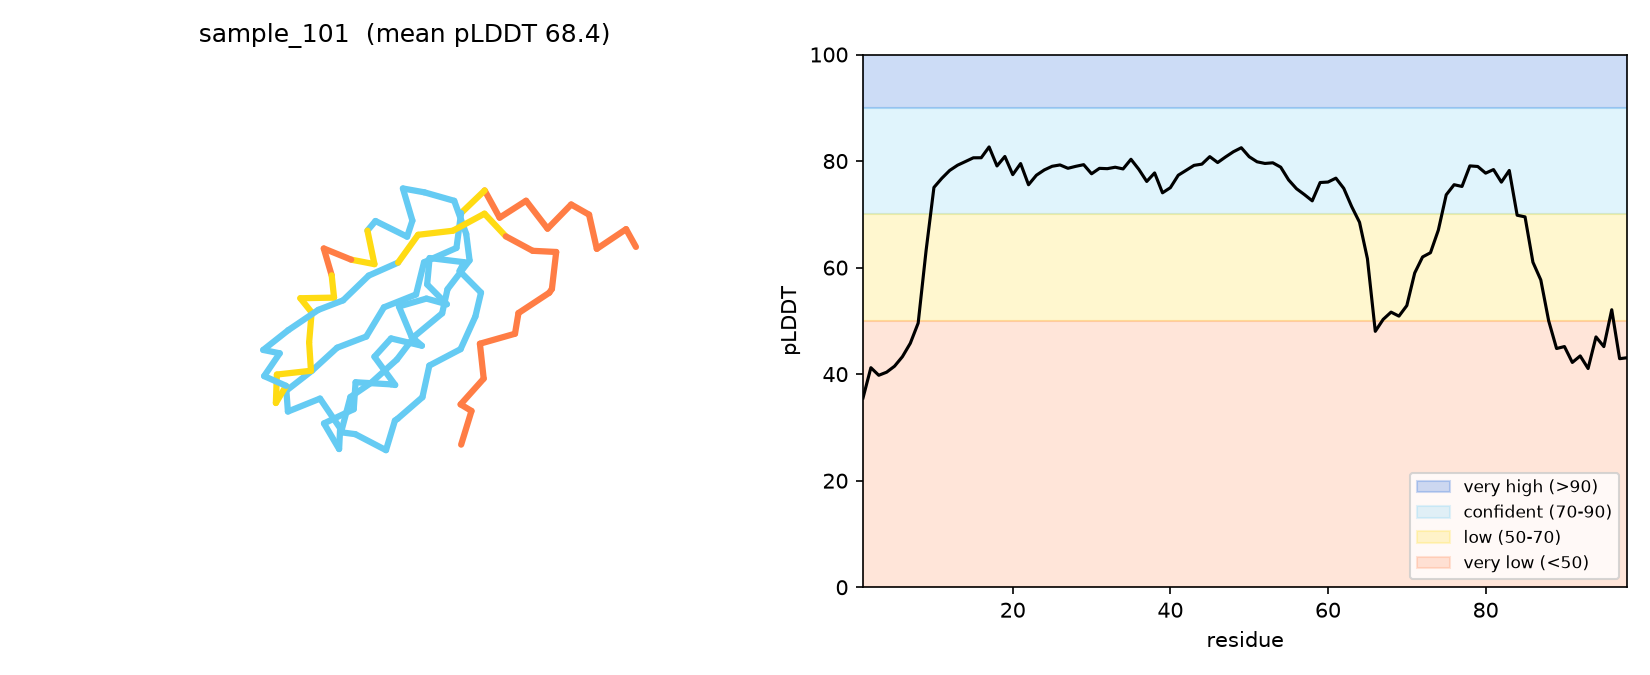 sample_101 (mean pLDDT 68.4)
100
80
60
40
20
0
pLDDT
20
40
60
80
residue
very high (>90)
confident (70-90)
low (50-70)
very low (<50)